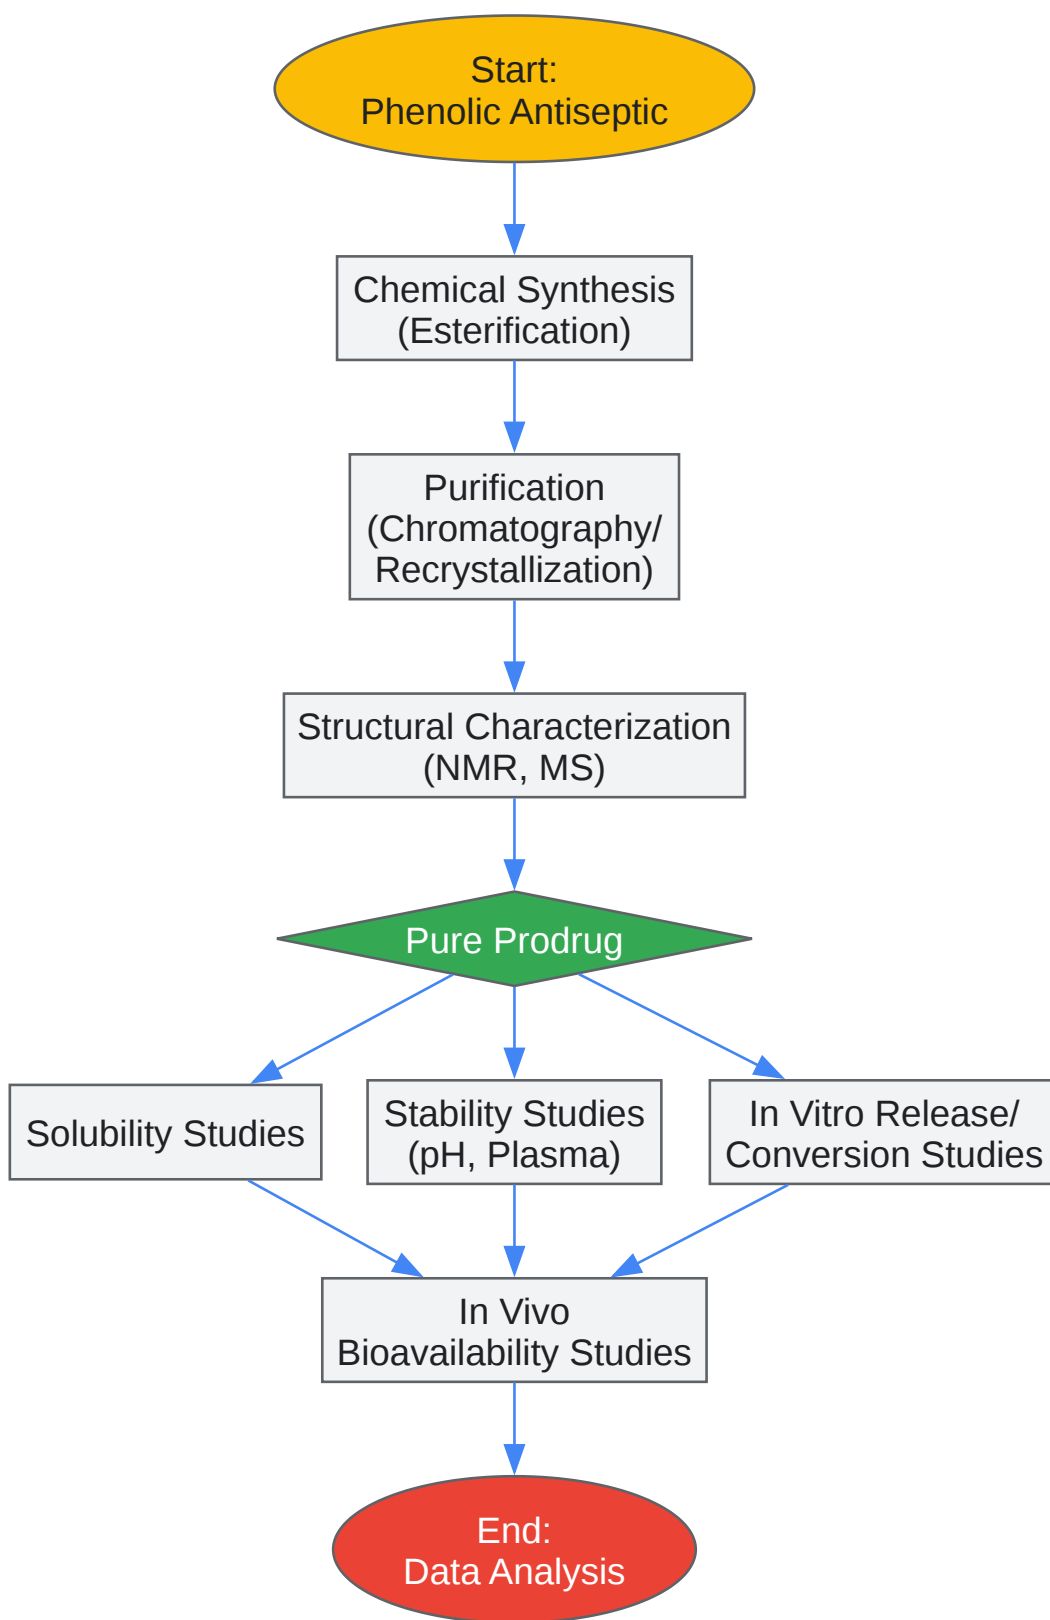 Start:
Phenolic Antiseptic
Chemical Synthesis
(Esterification)
Purification
(Chromatography/
Recrystallization)
Structural Characterization
(NMR, MS)
Pure Prodrug
Solubility Studies
Stability Studies
(pH, Plasma)
In Vitro Release/
Conversion Studies
In Vivo
Bioavailability Studies
End:
Data Analysis